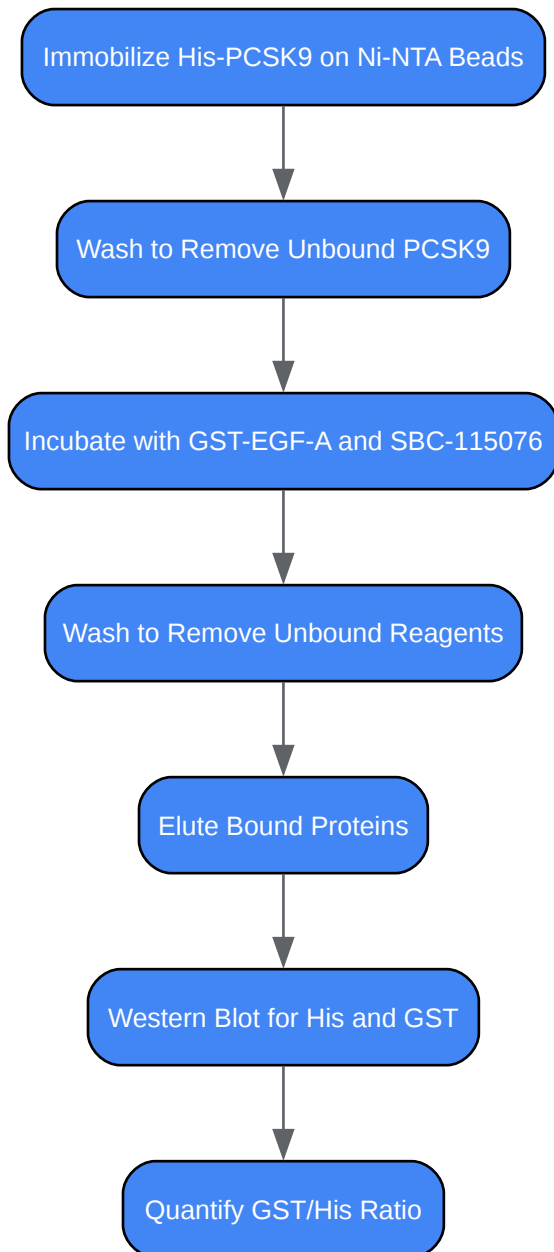 Immobilize His-PCSK9 on Ni-NTA Beads
Wash to Remove Unbound PCSK9
Incubate with GST-EGF-A and SBC-115076
Wash to Remove Unbound Reagents
Elute Bound Proteins
Western Blot for His and GST
Quantify GST/His Ratio